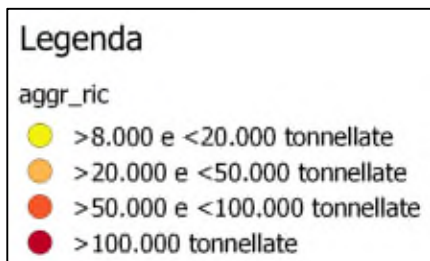 Legenda
aggr_ric
>8.000 e <20.000 tonnellate
>20.000 e <50.000 tonnellate
>50.000 e <100.000 tonnellate
>100.000 tonnellate